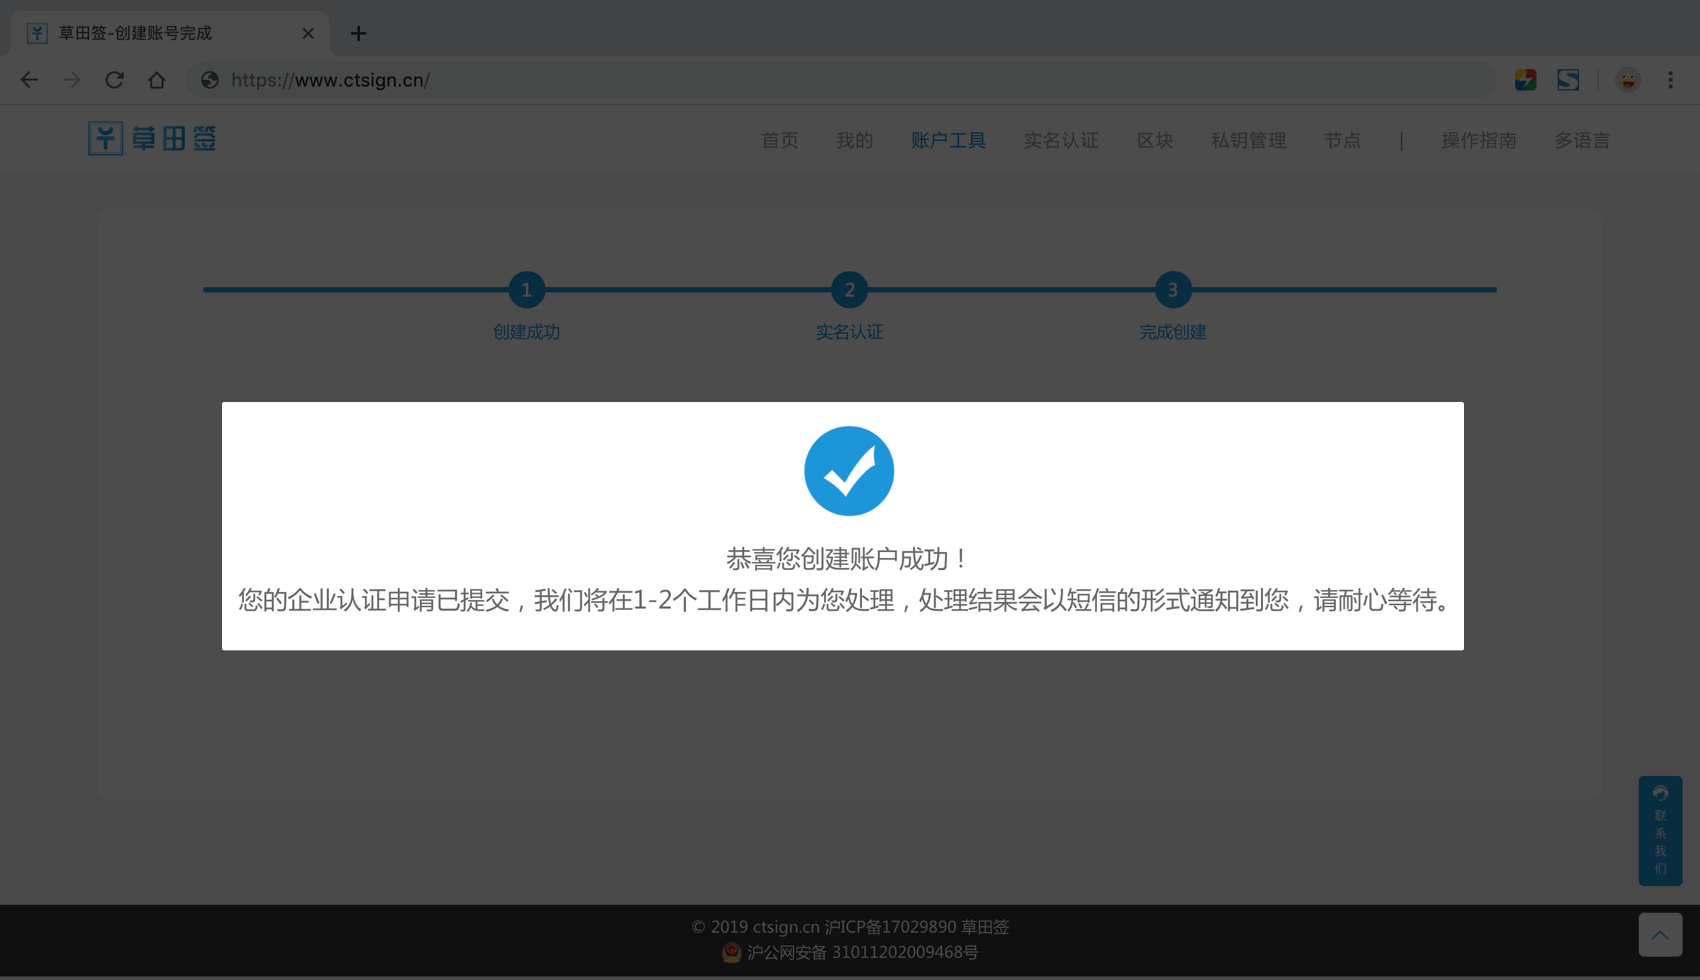 草田签-创建账号完成
https://www.ctsign.cn/
草田签
首页 我的 账户工具 实名认证 区块 私钥管理 节点 | 操作指南 多语言
1 2 3
创建成功 实名认证 完成创建
恭喜您创建账户成功！
您的企业认证申请已提交，我们将在1-2个工作日内为您处理，处理结果会以短信的形式通知到您，请耐心等待。
联系我们
© 2019 ctsign.cn 沪ICP备17029890 草田签
沪公网安备 31011202009468号